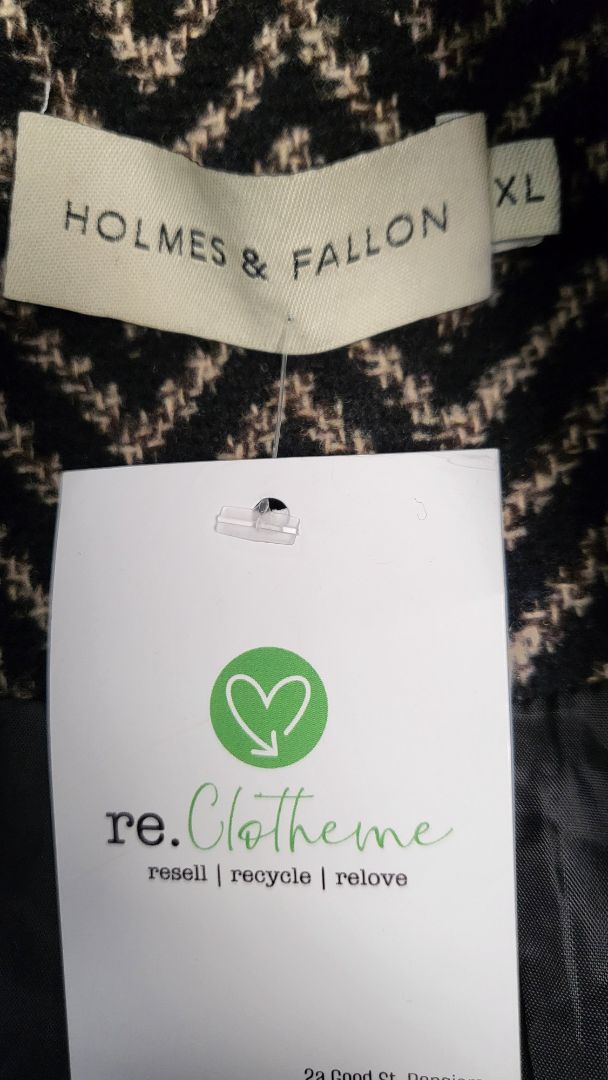 HOLMES & FALLON
XL
re.Clotheme
resell | recycle | relove
2a Good St